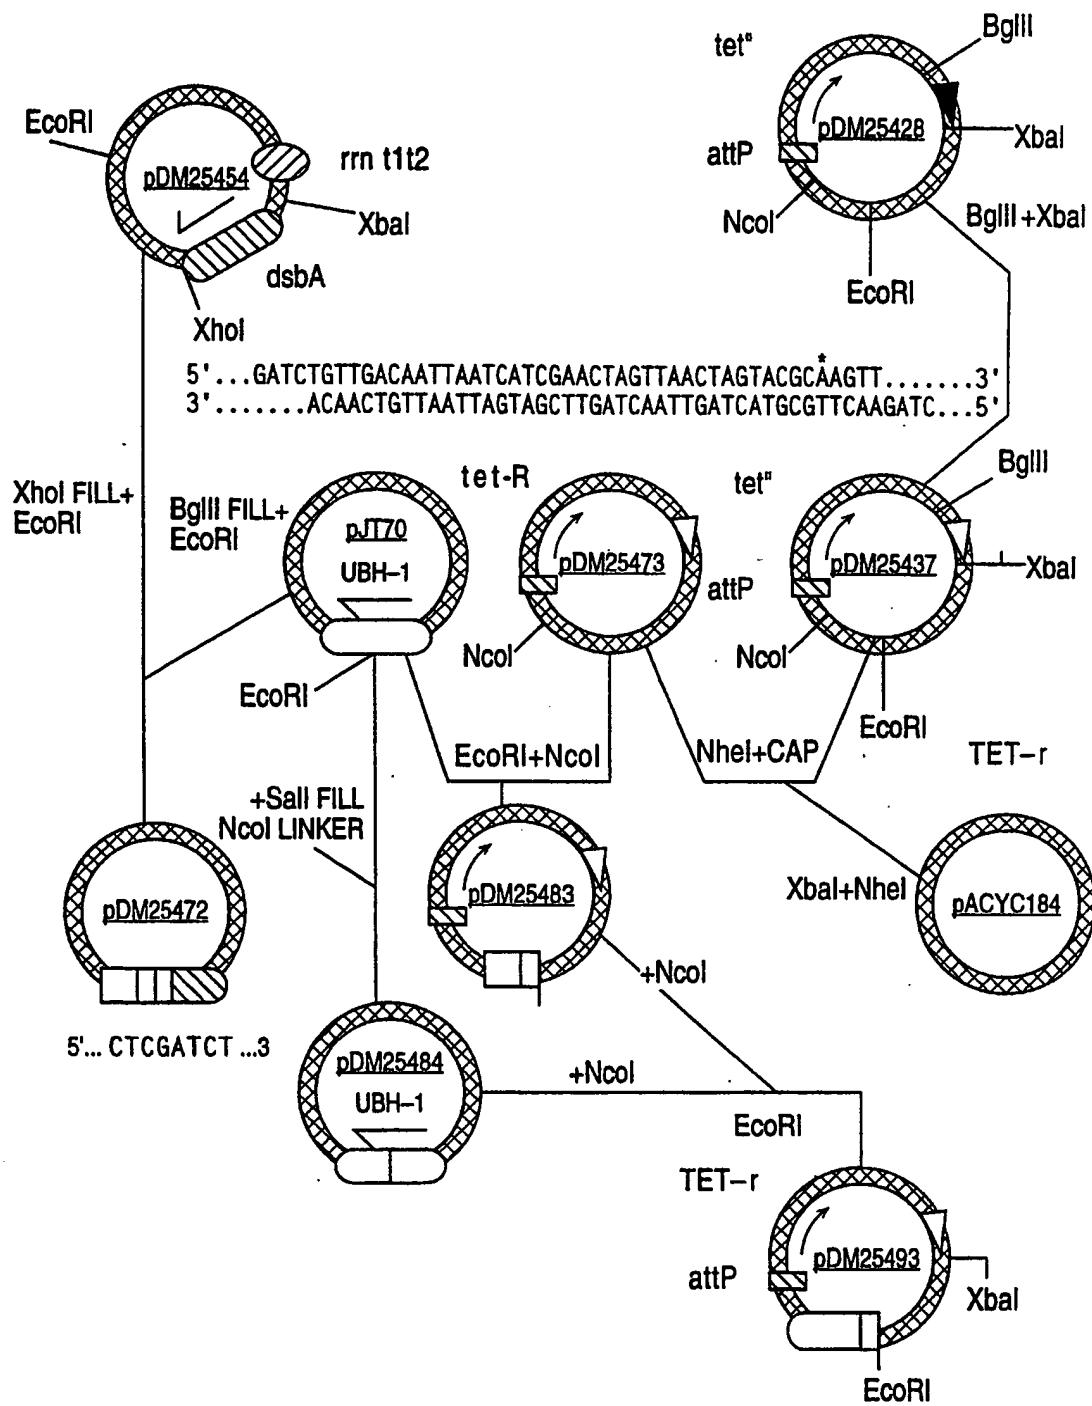 tetᴿ
BglII
EcoRI
pDM25454
rrn t1t2
XbaI
dsbA
XhoI
pDM25428
attP
XbaI
NcoI
BglII+XbaI
EcoRI
*
5'...GATCTGTTGACAATTAATCATCGAACTAGTTAACTAGTACGCAAGTT.......3'
3'.......ACAACTGTTAATTAGTAGCTTGATCAATTGATCATGCGTTCAAGATC...5'
XhoI FILL+
EcoRI
BglII FILL+
EcoRI
pJT70
UBH-1
EcoRI
tet-R
pDM25473
NcoI
tetᴿ
BglII
attP
pDM25437
XbaI
NcoI
EcoRI
EcoRI+NcoI
NheI+CAP
TET-r
+SalI FILL
NcoI LINKER
XbaI+NheI
pACYC184
pDM25472
5'... CTCGATCT ...3
pDM25483
+NcoI
pDM25484
UBH-1
+NcoI
EcoRI
TET-r
attP
pDM25493
XbaI
EcoRI